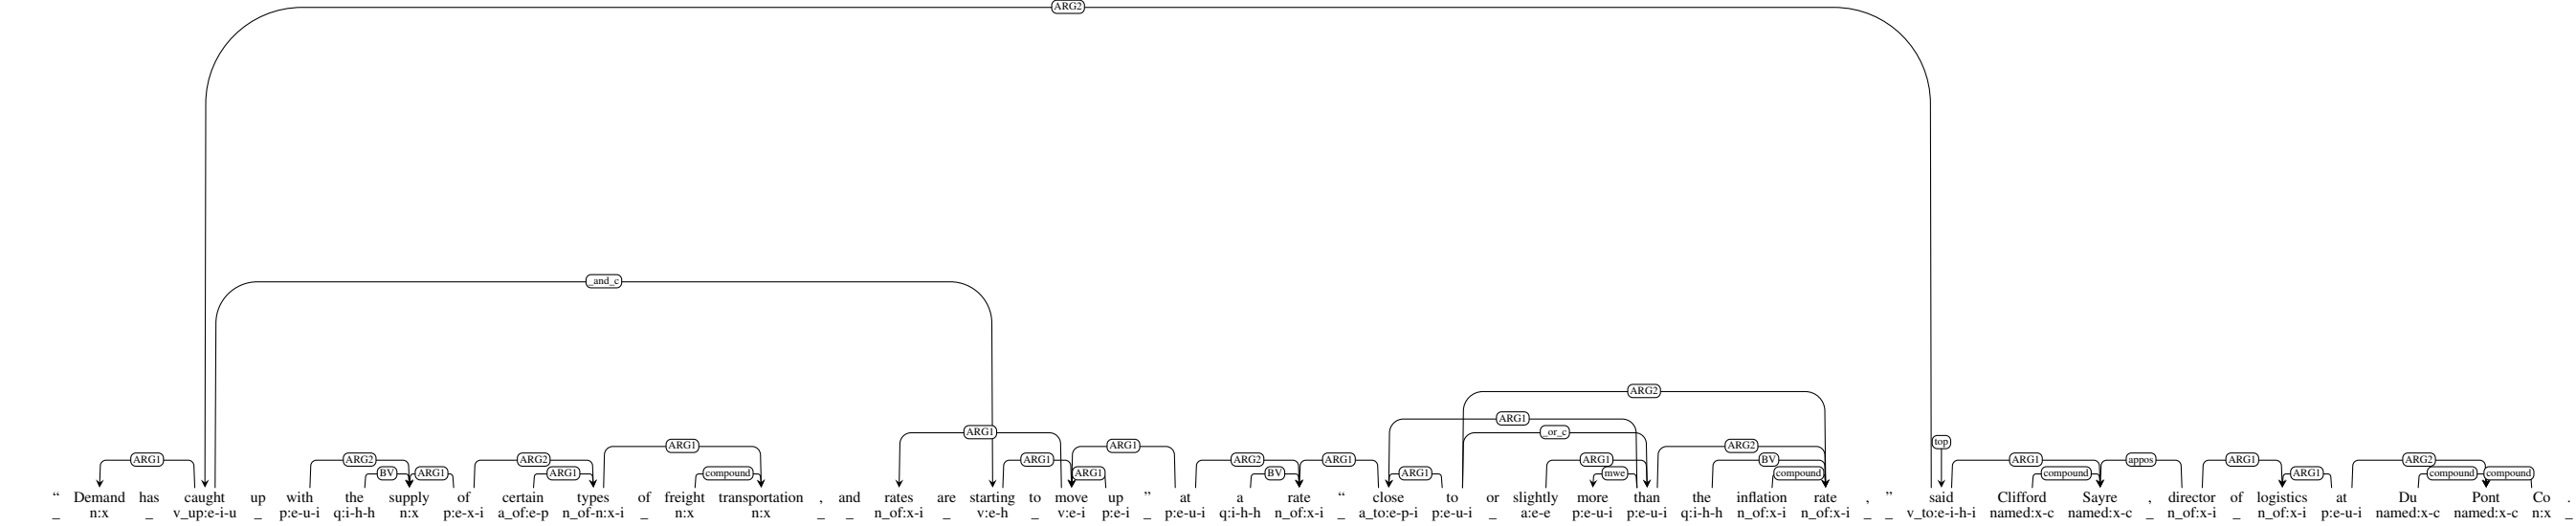 ARG2
_and_c
ARG2
ARG1 _or_c
ARG1 ARG1 ARG1 ARG2 top
ARG1 ARG2 ARG2 ARG1 ARG2 ARG1 ARG1 BV ARG1 appos ARG1 ARG2
BV ARG1 ARG1 compound ARG1 BV ARG1 mwe compound compound ARG1 compound compound
“ Demand has caught up with the supply of certain types of freight transportation , and rates are starting to move up ” at a rate “ close to or slightly more than the inflation rate , ” said Clifford Sayre , director of logistics at Du Pont Co .
_ n:x _ v_up:e-i-u _ p:e-u-i q:i-h-h n:x p:e-x-i a_of:e-p n_of-n:x-i _ n:x n:x _ _ n_of:x-i _ v:e-h _ v:e-i p:e-i _ p:e-u-i q:i-h-h n_of:x-i _ a_to:e-p-i p:e-u-i _ a:e-e p:e-u-i p:e-u-i q:i-h-h n_of:x-i n_of:x-i _ _ v_to:e-i-h-i named:x-c named:x-c _ n_of:x-i _ n_of:x-i p:e-u-i named:x-c named:x-c n:x _